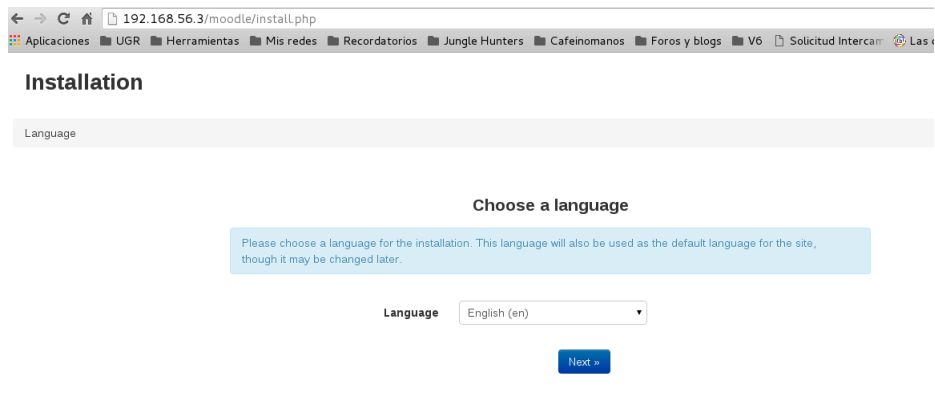 192.168.56.3/moodle/install.php
Aplicaciones UGR Herramientas Mis redes Recordatorios Jungle Hunters Cafeinomanos Foros y blogs V6 Solicitud Intercam Las
Installation
Language
Choose a language
Please choose a language for the installation. This language will also be used as the default language for the site,
though it may be changed later.
Language English (en)
Next »